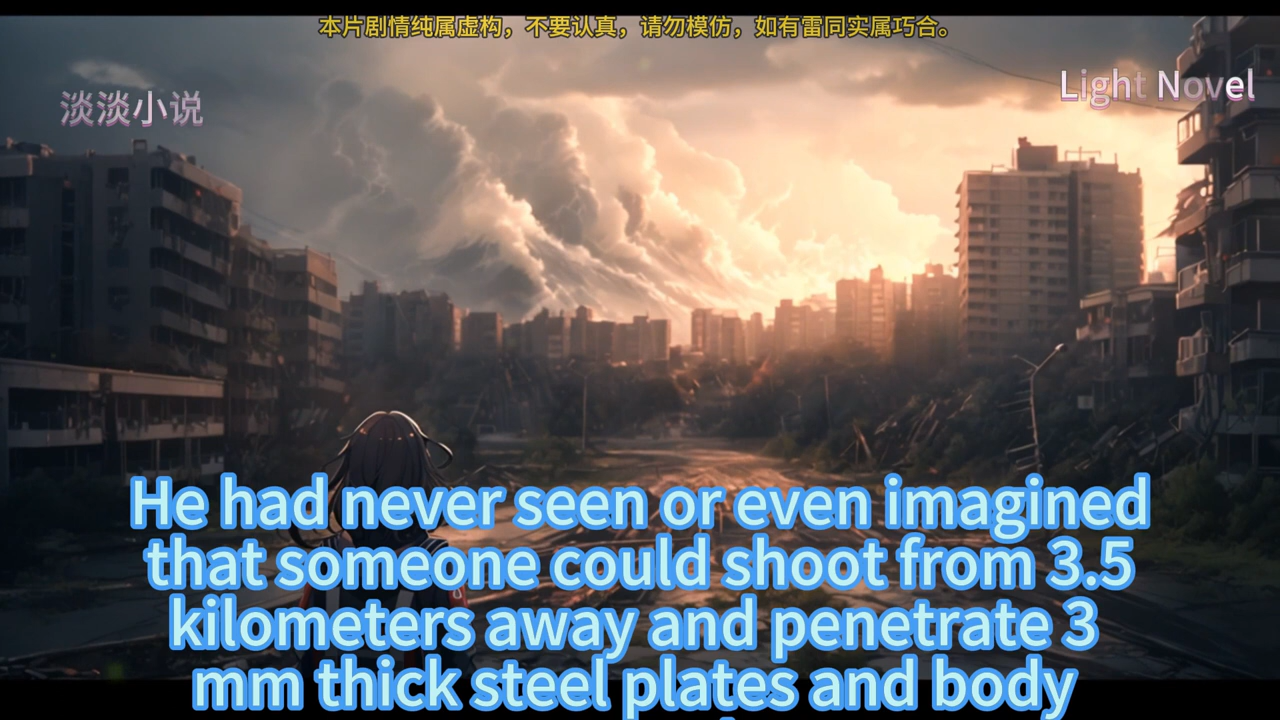 本片剧情纯属虚构，不要认真，请勿模仿，如有雷同实属巧合。
淡淡小说
Light Novel
He had never seen or even imagined
that someone could shoot from 3.5
kilometers away and penetrate 3
mm thick steel plates and body